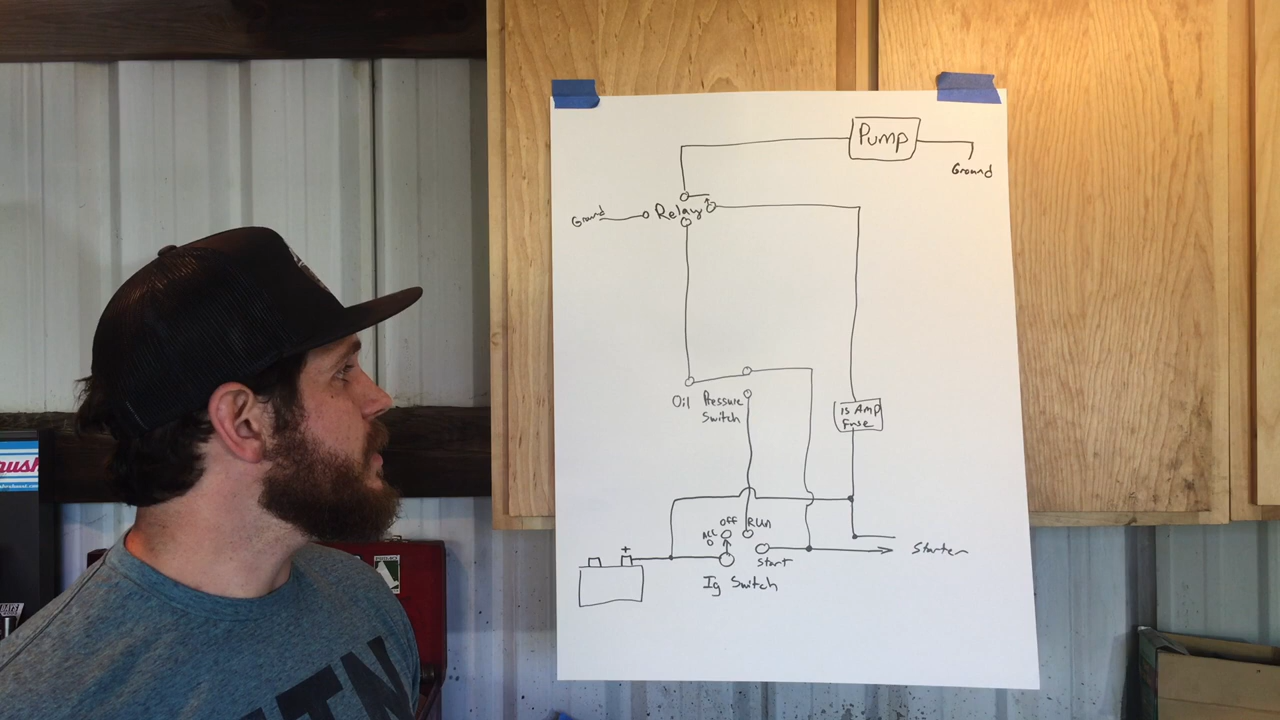 Pump
Ground
Ground
Relay
Oil Pressure
Switch
15 Amp
Fuse
OFF
RUN
ACC
Start
Starter
+
Ig Switch